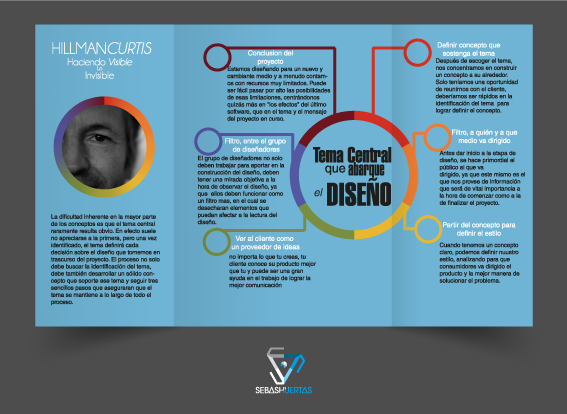 HILLMANCURTIS
Haciendo Visible
Lo
Invisible
La dificultad inherente en la mayor parte
de los conceptos es que el tema central
raramente resulta obvio. En efecto suele
no apreciarse a la primera, pero una vez
identificado, el tema definirá cada
decisión sobre el diseño que tomemos en
trascurso del proyecto. El proceso no solo
debe buscar la identificación del tema,
debe también desarrollar un sólido con-
cepto que soporte ese tema y seguir tres
sencillos pasos que aseguraran que el
tema se mantiene a lo largo de todo el
proceso.
Conclusion del
proyecto
Estamos diseñando para un nuevo y
cambiante medio y a menudo contam-
os con recursos muy limitados. Puede
ser fácil pasar por alto las posibilidades
de esas limitaciones, centrándonos
quizás más en "los efectos" del último
software, que en el tema y el mensaje
del proyecto en curso.
Filtro, entre el grupo
de diseñadores
El grupo de diseñadores no solo
deben trabajar para aportar en la
construcción del diseño, deben
tener una mirada objetiva a la
hora de observar el diseño, ya
que ellos deben funcionar como
un filtro mas, en el cual se
desacharan elementos que
puedan afectar a la lectura del
diseño.
Ver al cliente como
un proveedor de ideas
no importa lo que tu creas, tu
cliente conoce su producto mejor
que tu y puede ser una gran
ayuda en el trabajo de lograr la
mejor comunicación
Tema Central
que abarque
el DISEÑO
Definir concepto que
sostenga el tema
Después de escoger el tema,
nos concentramos en construir
un concepto a su alrededor.
Solo teníamos una oportunidad
de reunirnos con el cliente,
deberíamos ser rápidos en la
identificación del tema para
lograr definir el concepto.
Filtro, a quién y a que
medio va dirigido
Antes dar inicio a la etapa de
diseño, se hace primordial al
público al que va
dirigido, ya que este mismo es el
que nos provee de información
que será de vital importancia a
la hora de comenzar como a la
de finalizar el proyecto.
Partir del concepto para
definir el estilo
Cuando tenemos un concepto
claro, podemos definir nuestro
estilo, analizando para que
consumidores va dirigido el
producto y la mejor manera de
solucionar el problema.
SEBASHUERTAS